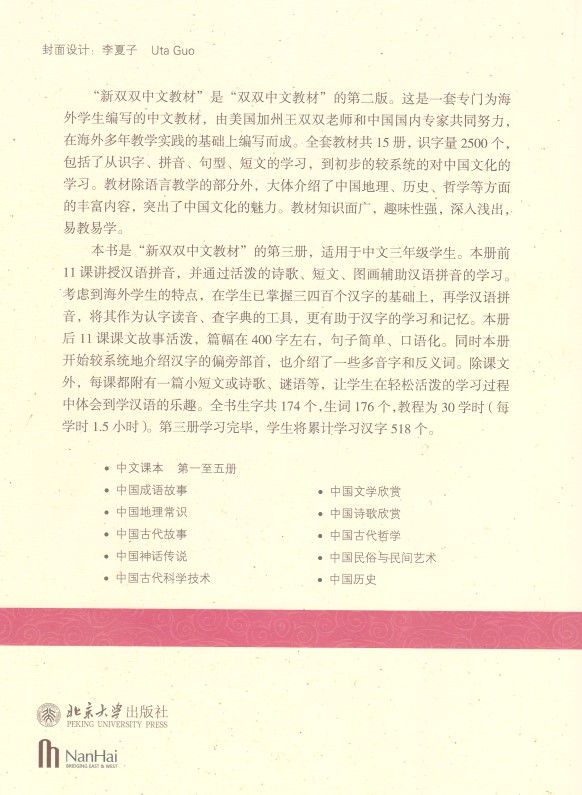 封面设计：李夏子 Uta Guo
“新双双中文教材”是“双双中文教材”的第二版。这是一套专门为海
外学生编写的中文教材，由美国加州王双双老师和中国国内专家共同努力，
在海外多年教学实践的基础上编写而成。全套教材共 15 册，识字量 2500 个，
包括了从识字、拼音、句型、短文的学习，到初步的较系统的对中国文化的
学习。教材除语言教学的部分外，大体介绍了中国地理、历史、哲学等方面
的丰富内容，突出了中国文化的魅力。教材知识面广，趣味性强，深入浅出，
易教易学。
本书是“新双双中文教材”的第三册，适用于中文三年级学生。本册前
11 课讲授汉语拼音，并通过活泼的诗歌、短文、图画辅助汉语拼音的学习。
考虑到海外学生的特点，在学生已掌握三四百个汉字的基础上，再学汉语拼
音，将其作为认字读音、查字典的工具，更有助于汉字的学习和记忆。本册
后 11 课课文故事活泼，篇幅在 400 字左右，句子简单、口语化。同时本册
开始较系统地介绍汉字的偏旁部首，也介绍了一些多音字和反义词。除课文
外，每课都附有一篇小短文或诗歌、谜语等，让学生在轻松活泼的学习过程
中体会到学汉语的乐趣。全书生字共 174 个，生词 176 个，教程为 30 学时（每
学时 1.5 小时）。第三册学习完毕，学生将累计学习汉字 518 个。
• 中文课本 第一至五册
• 中国成语故事
• 中国地理常识
• 中国古代故事
• 中国神话传说
• 中国古代科学技术
• 中国文学欣赏
• 中国诗歌欣赏
• 中国古代哲学
• 中国民俗与民间艺术
• 中国历史
北京大学出版社
PEKING UNIVERSITY PRESS
NanHai
BRIDGING EAST & WEST